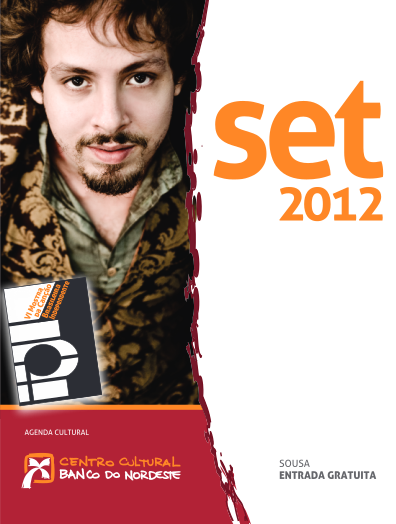 set
2012
VI MOSTRA
DA CANÇÃO
BRASILEIRA
INDEPENDENTE
AGENDA CULTURAL
CENTRO CULTURAL
BANCO DO NORDESTE
SOUSA
ENTRADA GRATUITA